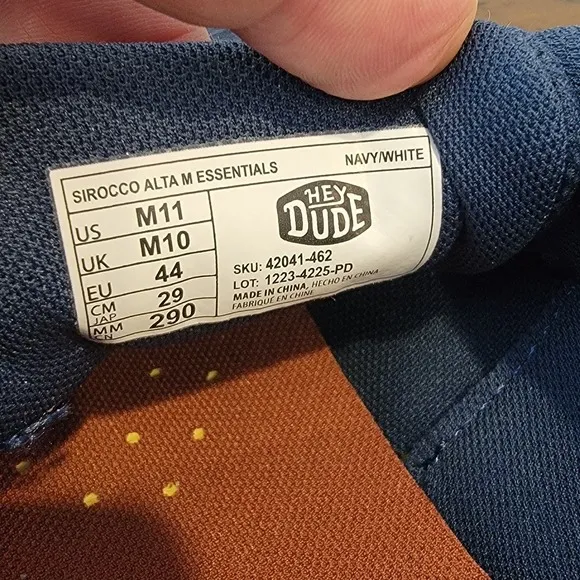 SIROCCO ALTA M ESSENTIALS NAVY/WHITE
US M11
UK M10
EU 44
CM JAP 29
MM CN 290
HEY
DUDE
SKU: 42041-462
LOT: 1223-4225-PD
MADE IN CHINA, HECHO EN CHINA
FABRIQUÉ EN CHINE